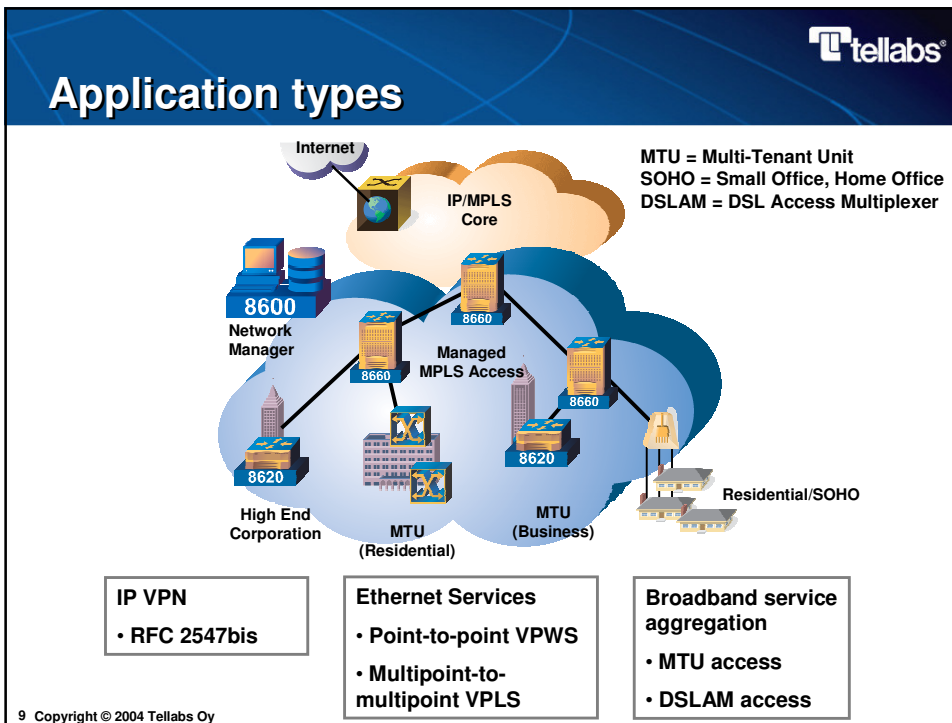 tellabs®
Application types
Internet
IP/MPLS
Core
MTU = Multi-Tenant Unit
SOHO = Small Office, Home Office
DSLAM = DSL Access Multiplexer
8600
Network
Manager
8660
8660
Managed
MPLS Access
8660
8620
8620
High End
Corporation
MTU
(Residential)
MTU
(Business)
Residential/SOHO
IP VPN
• RFC 2547bis
Ethernet Services
• Point-to-point VPWS
• Multipoint-to-
multipoint VPLS
Broadband service
aggregation
• MTU access
• DSLAM access
9 Copyright © 2004 Tellabs Oy